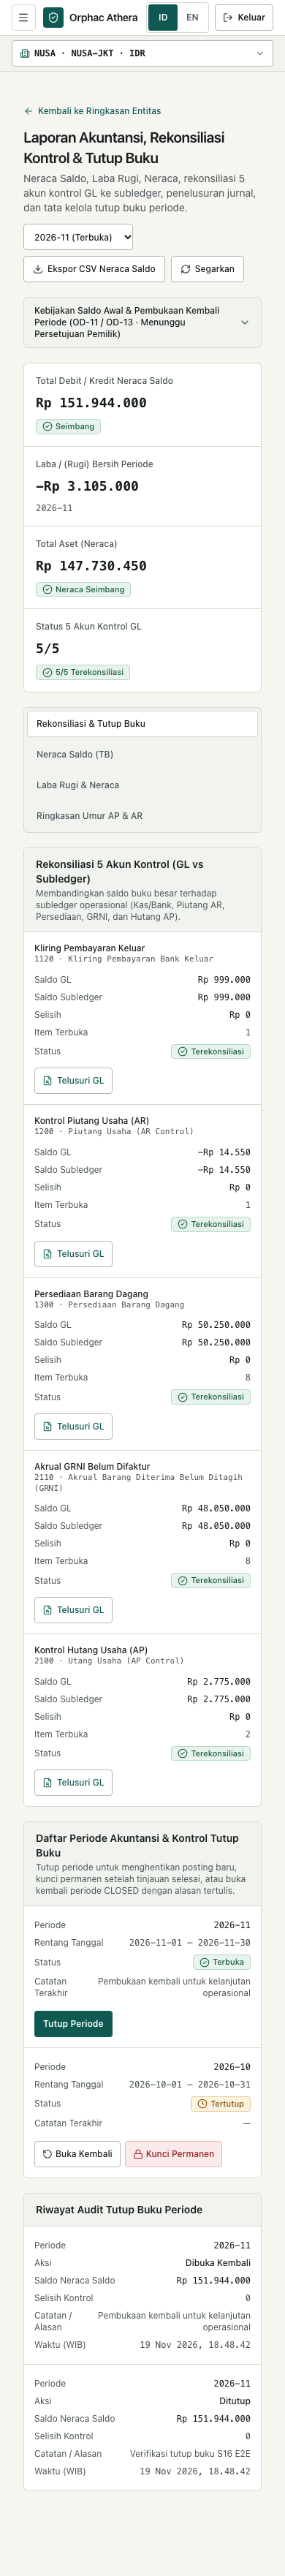 Orphac Athera
ID
EN
Keluar
NUSA · NUSA-JKT · IDR
Kembali ke Ringkasan Entitas
Laporan Akuntansi, Rekonsiliasi
Kontrol & Tutup Buku
Neraca Saldo, Laba Rugi, Neraca, rekonsiliasi 5
akun kontrol GL ke subledger, penelusuran jurnal,
dan tata kelola tutup buku periode.
2026-11 (Terbuka)
Ekspor CSV Neraca Saldo
Segarkan
Kebijakan Saldo Awal & Pembukaan Kembali
Periode (OD-11 / OD-13 · Menunggu
Persetujuan Pemilik)
Total Debit / Kredit Neraca Saldo
Rp 151.944.000
Seimbang
Laba / (Rugi) Bersih Periode
−Rp 3.105.000
2026-11
Total Aset (Neraca)
Rp 147.730.450
Neraca Seimbang
Status 5 Akun Kontrol GL
5/5
5/5 Terekonsiliasi
Rekonsiliasi & Tutup Buku
Neraca Saldo (TB)
Laba Rugi & Neraca
Ringkasan Umur AP & AR
Rekonsiliasi 5 Akun Kontrol (GL vs
Subledger)
Membandingkan saldo buku besar terhadap
subledger operasional (Kas/Bank, Piutang AR,
Persediaan, GRNI, dan Hutang AP).
Kliring Pembayaran Keluar
1120 · Kliring Pembayaran Bank Keluar
Saldo GL Rp 999.000
Saldo Subledger Rp 999.000
Selisih Rp 0
Item Terbuka 1
Status Terekonsiliasi
Telusuri GL
Kontrol Piutang Usaha (AR)
1200 · Piutang Usaha (AR Control)
Saldo GL −Rp 14.550
Saldo Subledger −Rp 14.550
Selisih Rp 0
Item Terbuka 1
Status Terekonsiliasi
Telusuri GL
Persediaan Barang Dagang
1300 · Persediaan Barang Dagang
Saldo GL Rp 50.250.000
Saldo Subledger Rp 50.250.000
Selisih Rp 0
Item Terbuka 8
Status Terekonsiliasi
Telusuri GL
Akrual GRNI Belum Difaktur
2110 · Akrual Barang Diterima Belum Ditagih
(GRNI)
Saldo GL Rp 48.050.000
Saldo Subledger Rp 48.050.000
Selisih Rp 0
Item Terbuka 8
Status Terekonsiliasi
Telusuri GL
Kontrol Hutang Usaha (AP)
2100 · Utang Usaha (AP Control)
Saldo GL Rp 2.775.000
Saldo Subledger Rp 2.775.000
Selisih Rp 0
Item Terbuka 2
Status Terekonsiliasi
Telusuri GL
Daftar Periode Akuntansi & Kontrol Tutup
Buku
Tutup periode untuk menghentikan posting baru,
kunci permanen setelah tinjauan selesai, atau buka
kembali periode CLOSED dengan alasan tertulis.
Periode 2026-11
Rentang Tanggal 2026-11-01 — 2026-11-30
Status Terbuka
Catatan Pembukaan kembali untuk kelanjutan
Terakhir operasional
Tutup Periode
Periode 2026-10
Rentang Tanggal 2026-10-01 — 2026-10-31
Status Tertutup
Catatan Terakhir —
Buka Kembali
Kunci Permanen
Riwayat Audit Tutup Buku Periode
Periode 2026-11
Aksi Dibuka Kembali
Saldo Neraca Saldo Rp 151.944.000
Selisih Kontrol 0
Catatan / Pembukaan kembali untuk kelanjutan
Alasan operasional
Waktu (WIB) 19 Nov 2026, 18.48.42
Periode 2026-11
Aksi Ditutup
Saldo Neraca Saldo Rp 151.944.000
Selisih Kontrol 0
Catatan / Alasan Verifikasi tutup buku S16 E2E
Waktu (WIB) 19 Nov 2026, 18.48.42